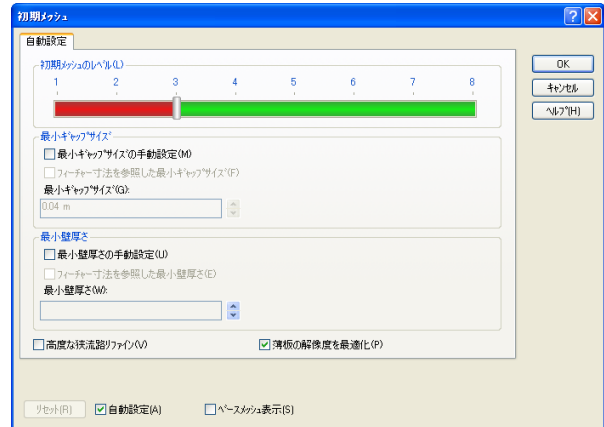 初期メッシュ
自動設定
初期メッシュのレベル(L)
1 2 3 4 5 6 7 8
最小ギャップサイズ
最小ギャップサイズの手動設定(M)
フィーチャー寸法を参照した最小ギャップサイズ(F)
最小ギャップサイズ(G):
0.04 m
最小壁厚さ
最小壁厚さの手動設定(U)
フィーチャー寸法を参照した最小壁厚さ(E)
最小壁厚さ(W):
高度な狭流路リファイン(V) 薄板の解像度を最適化(P)
OK
キャンセル
ヘルプ(H)
リセット(R) 自動設定(A) ベースメッシュ表示(S)